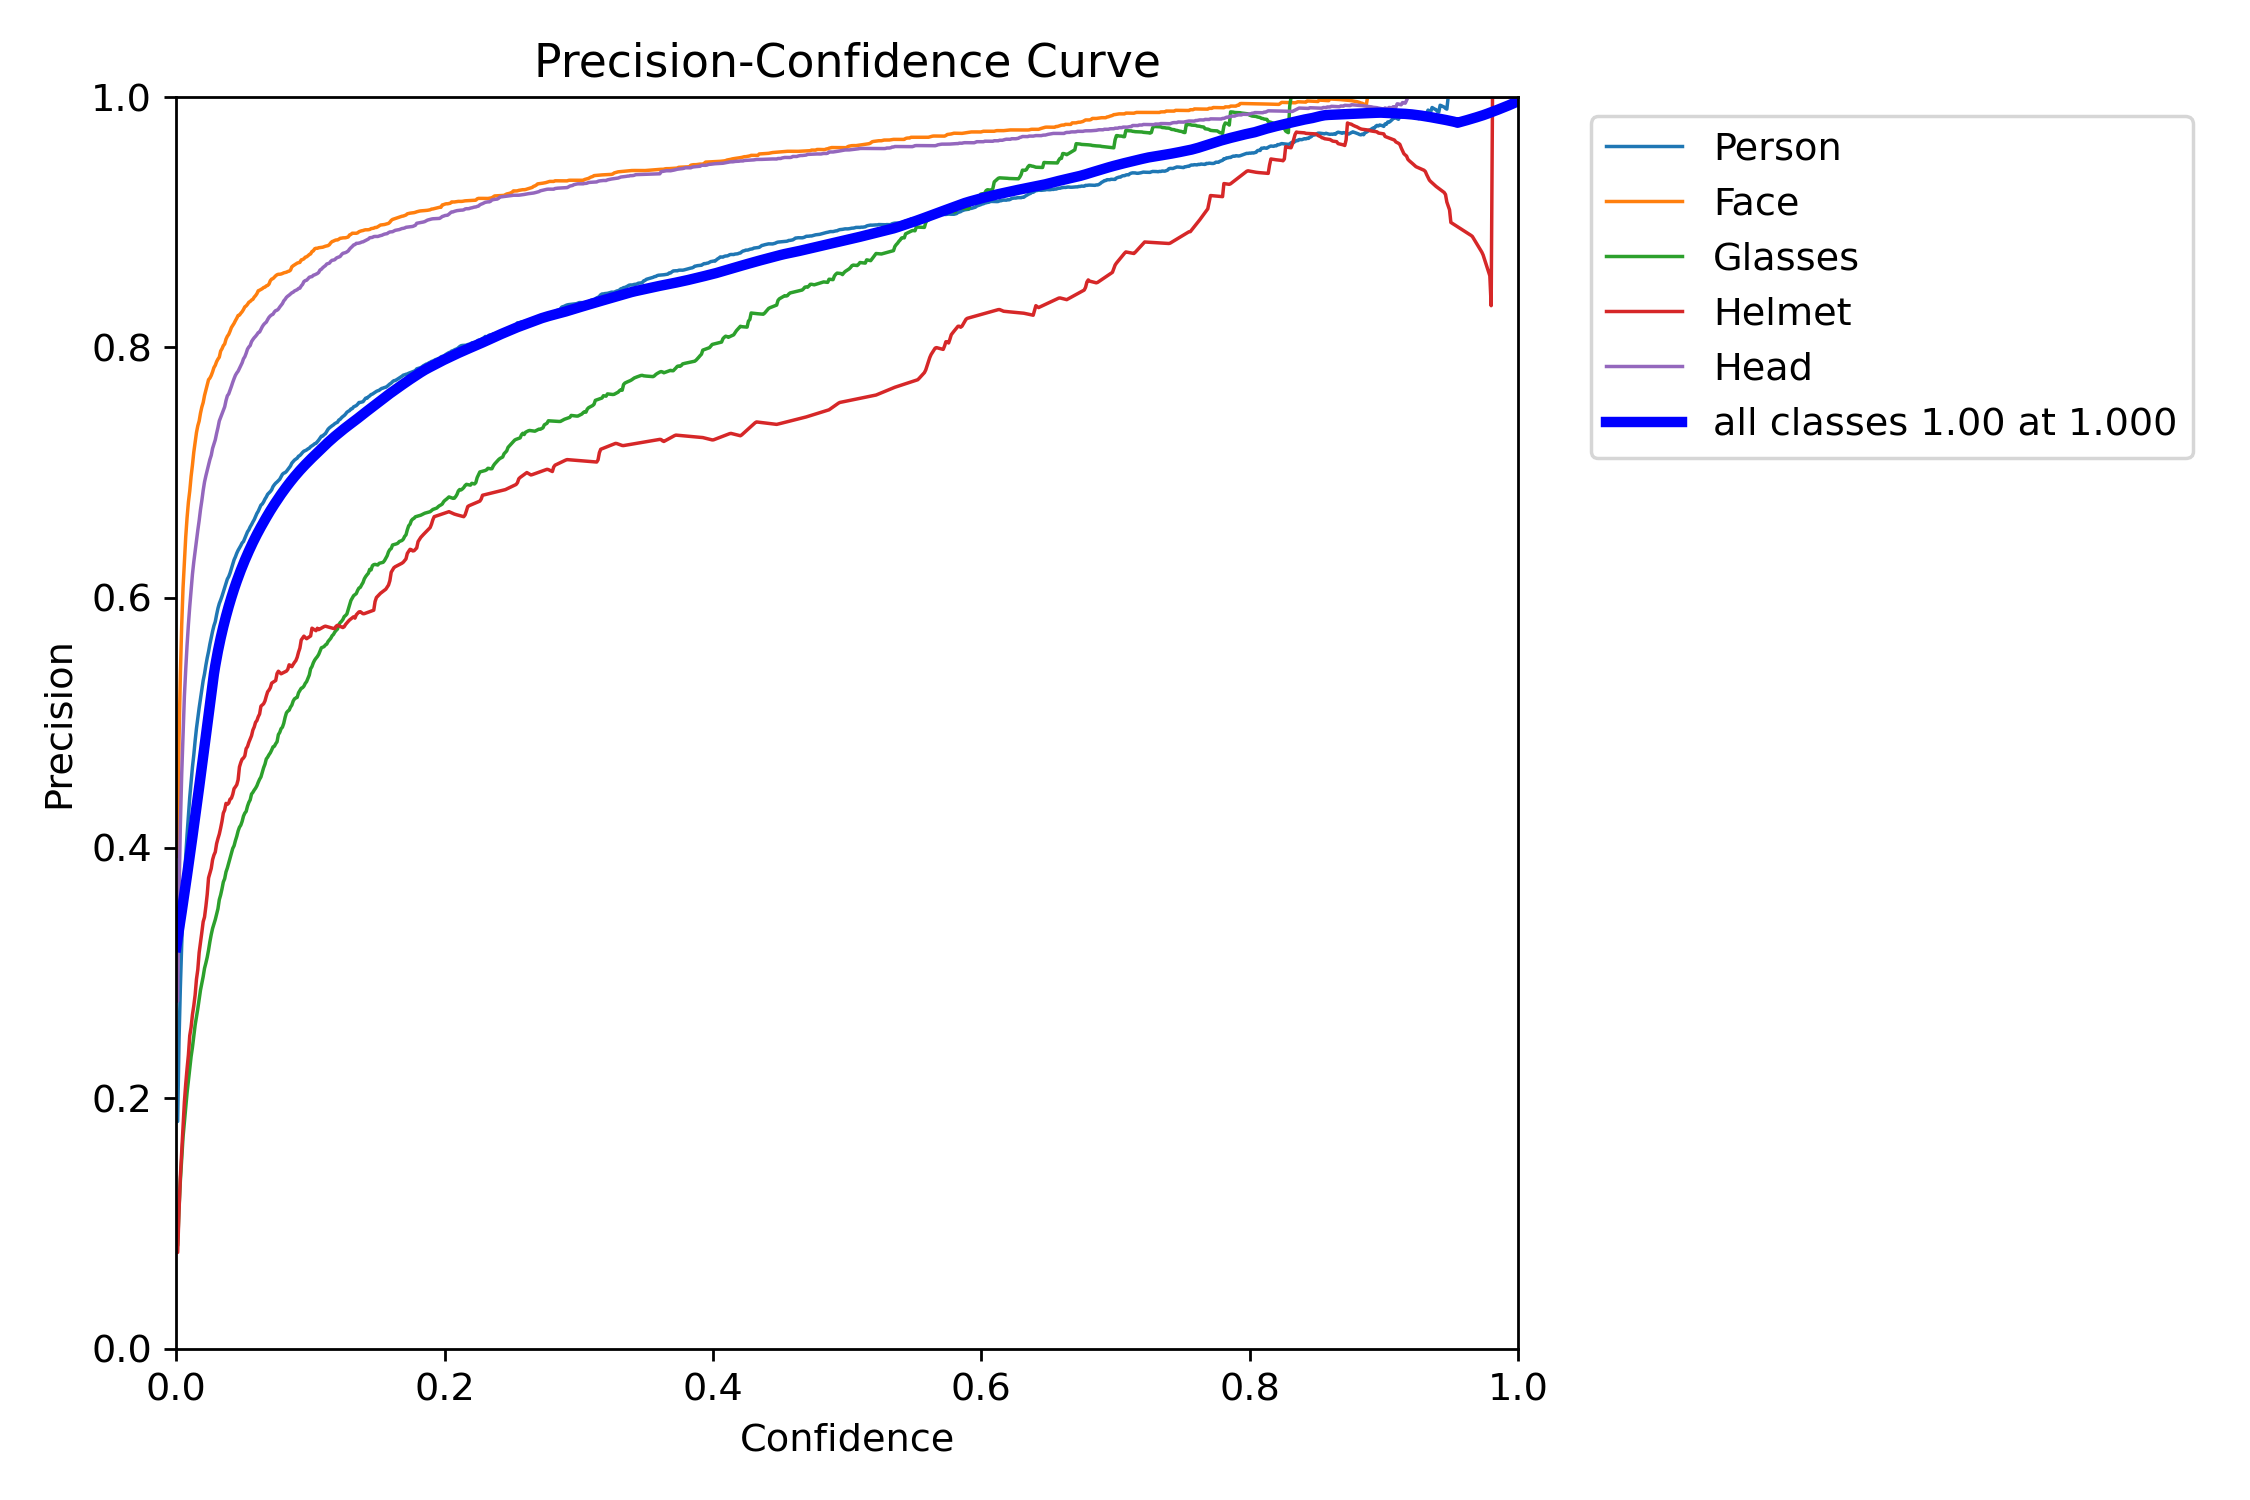 Precision-Confidence Curve
1.0
0.8
0.6
0.4
0.2
0.0
Precision
0.0 0.2 0.4 0.6 0.8 1.0
Confidence
Person
Face
Glasses
Helmet
Head
all classes 1.00 at 1.000